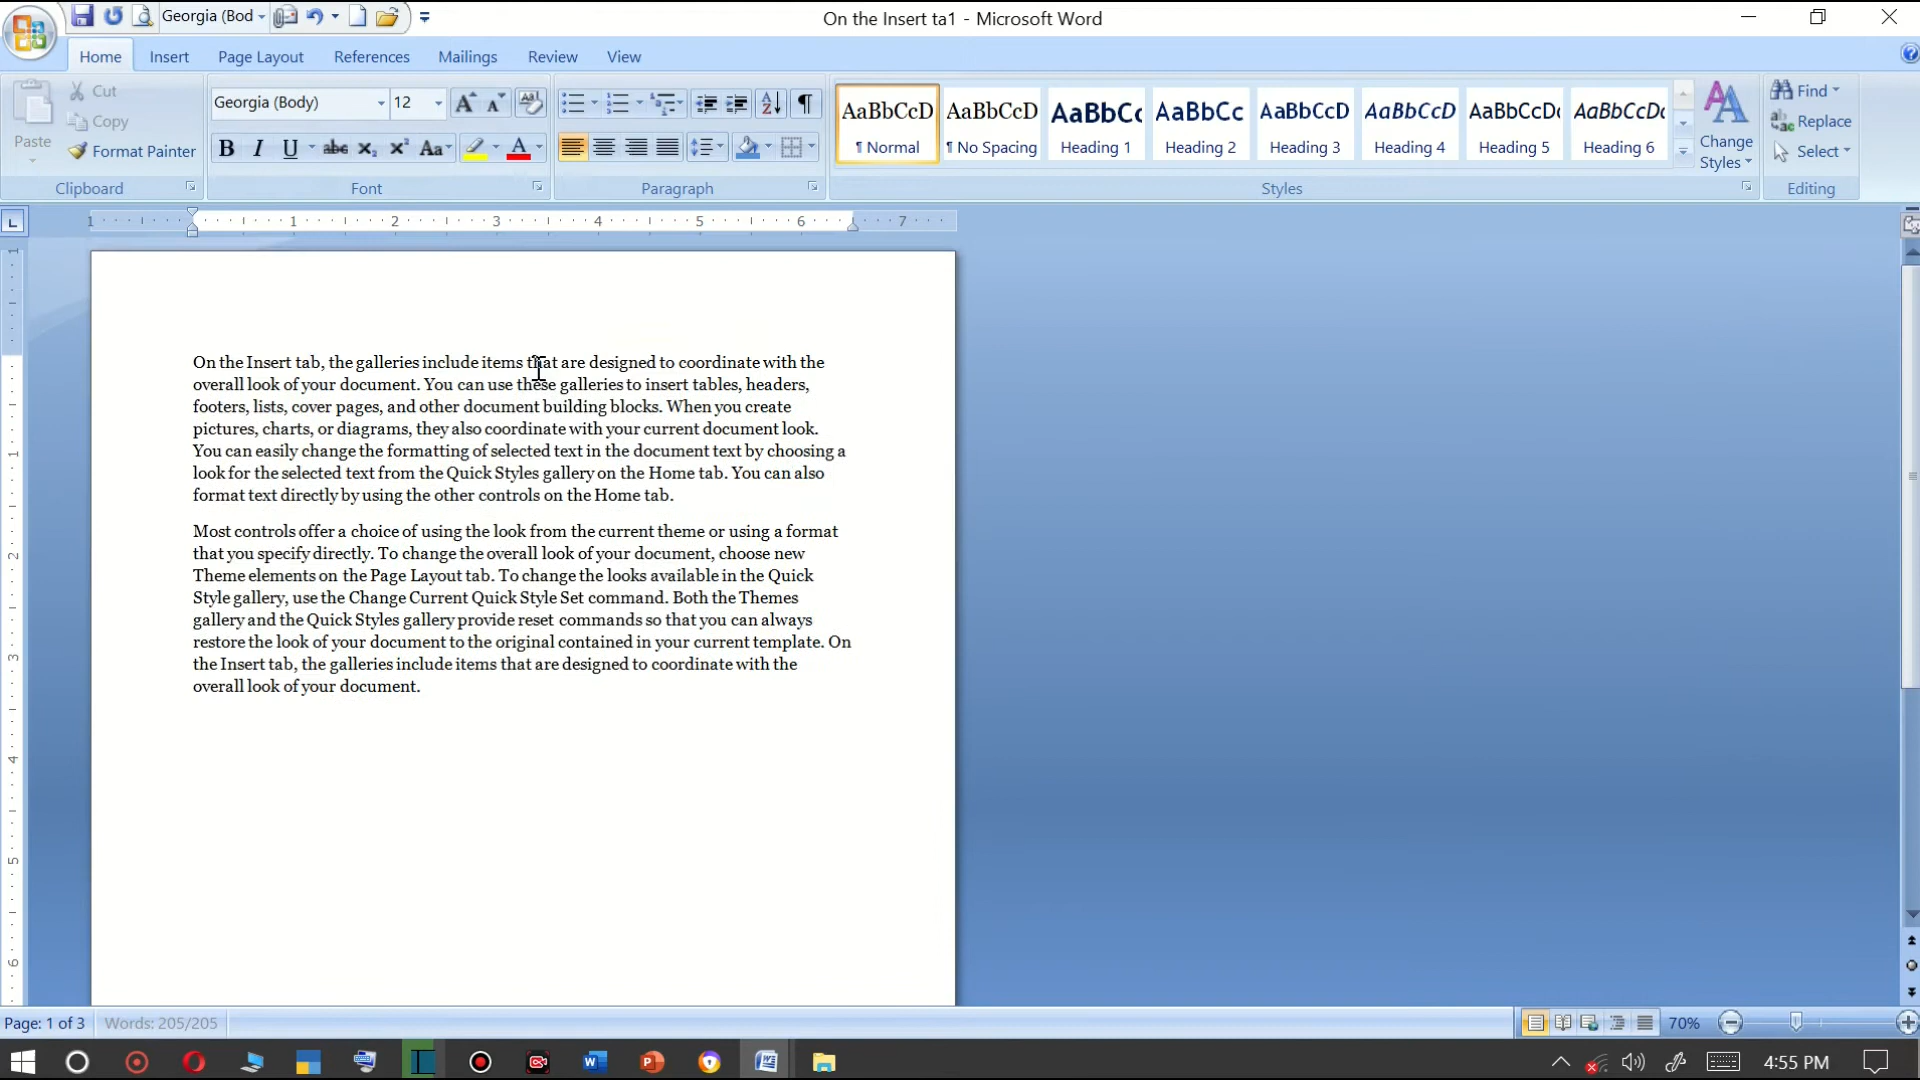 Georgia (Bod
On the Insert ta1 - Microsoft Word
Home Insert Page Layout References Mailings Review View
Paste
Cut
Copy
Format Painter
Clipboard
Georgia (Body) 12
Font
Paragraph
AaBbCcD AaBbCcD AaBbCc AaBbCc AaBbCcD AaBbCcD AaBbCcD AaBbCcDc
¶ Normal ¶ No Spacing Heading 1 Heading 2 Heading 3 Heading 4 Heading 5 Heading 6
Change
Styles
Styles
Find
Replace
Select
Editing
1 1 2 3 4 5 6 7
On the Insert tab, the galleries include items that are designed to coordinate with the
overall look of your document. You can use these galleries to insert tables, headers,
footers, lists, cover pages, and other document building blocks. When you create
pictures, charts, or diagrams, they also coordinate with your current document look.
You can easily change the formatting of selected text in the document text by choosing a
look for the selected text from the Quick Styles gallery on the Home tab. You can also
format text directly by using the other controls on the Home tab.
Most controls offer a choice of using the look from the current theme or using a format
that you specify directly. To change the overall look of your document, choose new
Theme elements on the Page Layout tab. To change the looks available in the Quick
Style gallery, use the Change Current Quick Style Set command. Both the Themes
gallery and the Quick Styles gallery provide reset commands so that you can always
restore the look of your document to the original contained in your current template. On
the Insert tab, the galleries include items that are designed to coordinate with the
overall look of your document.
Page: 1 of 3 Words: 205/205 70%
4:55 PM